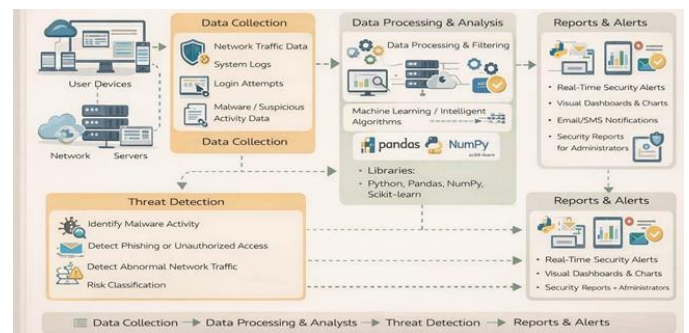 Data Collection
Data Processing & Analysis
Reports & Alerts
Network Traffic Data
System Logs
Login Attempts
Malware / Suspicious
Activity Data
Data Collection
User Devices
Network Servers
Data Processing & Filtering
Machine Learning / Intelligent
Algorithms
pandas NumPy
scikit-learn
• Libraries:
Python, Pandas, NumPy,
Scikit-learn
• Real-Time Security Alerts
• Visual Dashboards & Charts
• Email/SMS Notifications
• Security Reports
for Administrators
Threat Detection
Identify Malware Activity
Detect Phishing or Unauthorized Access
Detect Abnormal Network Traffic
Risk Classification
Reports & Alerts
• Real-Time Security Alerts
• Visual Dashboards & Charts
• Security Reports • Administrators
Data Collection → Data Processing & Analysts → Threat Detection → Reports & Alerts